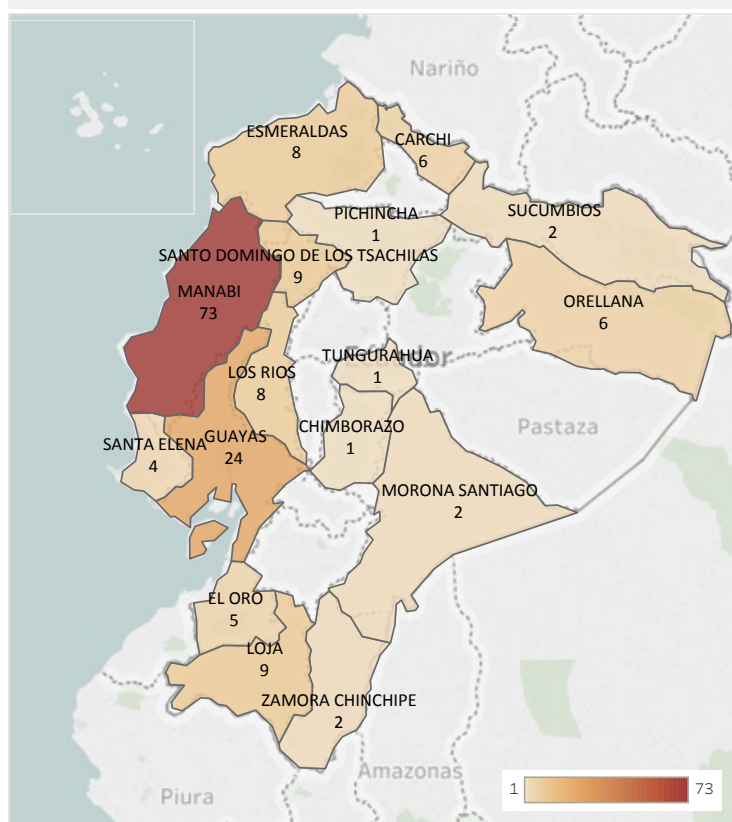 Nariño
ESMERALDAS
8
CARCHI
6
PICHINCHA
1
SUCUMBIOS
2
SANTO DOMINGO DE LOS TSACHILAS
9
MANABI
73
ORELLANA
6
TUNGURAHUA
1
Ecuador
LOS RIOS
8
CHIMBORAZO
1
Pastaza
SANTA ELENA
4
GUAYAS
24
MORONA SANTIAGO
2
EL ORO
5
LOJA
9
ZAMORA CHINCHIPE
2
Amazonas
Piura
1 73